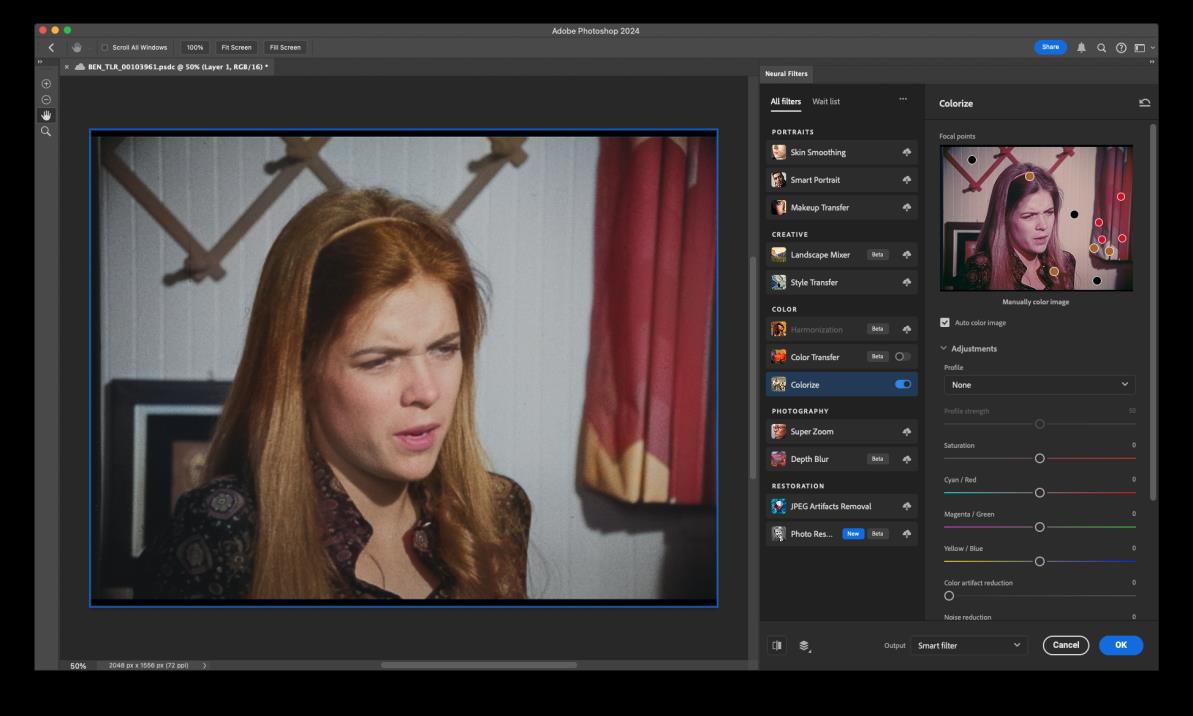 Adobe Photoshop 2024
Scroll All Windows 100% Fit Screen Fill Screen Share
× BEN_TLR_00103961.psdc @ 50% (Layer 1, RGB/16) *
Neural Filters
All filters Wait list ...
PORTRAITS
Skin Smoothing
Smart Portrait
Makeup Transfer
CREATIVE
Landscape Mixer Beta
Style Transfer
COLOR
Harmonization Beta
Color Transfer Beta
Colorize
PHOTOGRAPHY
Super Zoom
Depth Blur Beta
RESTORATION
JPEG Artifacts Removal
Photo Res... New Beta
Colorize
Focal points
Manually color image
Auto color image
Adjustments
Profile
None
Profile strength 50
Saturation 0
Cyan / Red 0
Magenta / Green 0
Yellow / Blue 0
Color artifact reduction 0
Noise reduction 0
Output Smart filter Cancel OK
50% 2048 px x 1556 px (72 ppi)